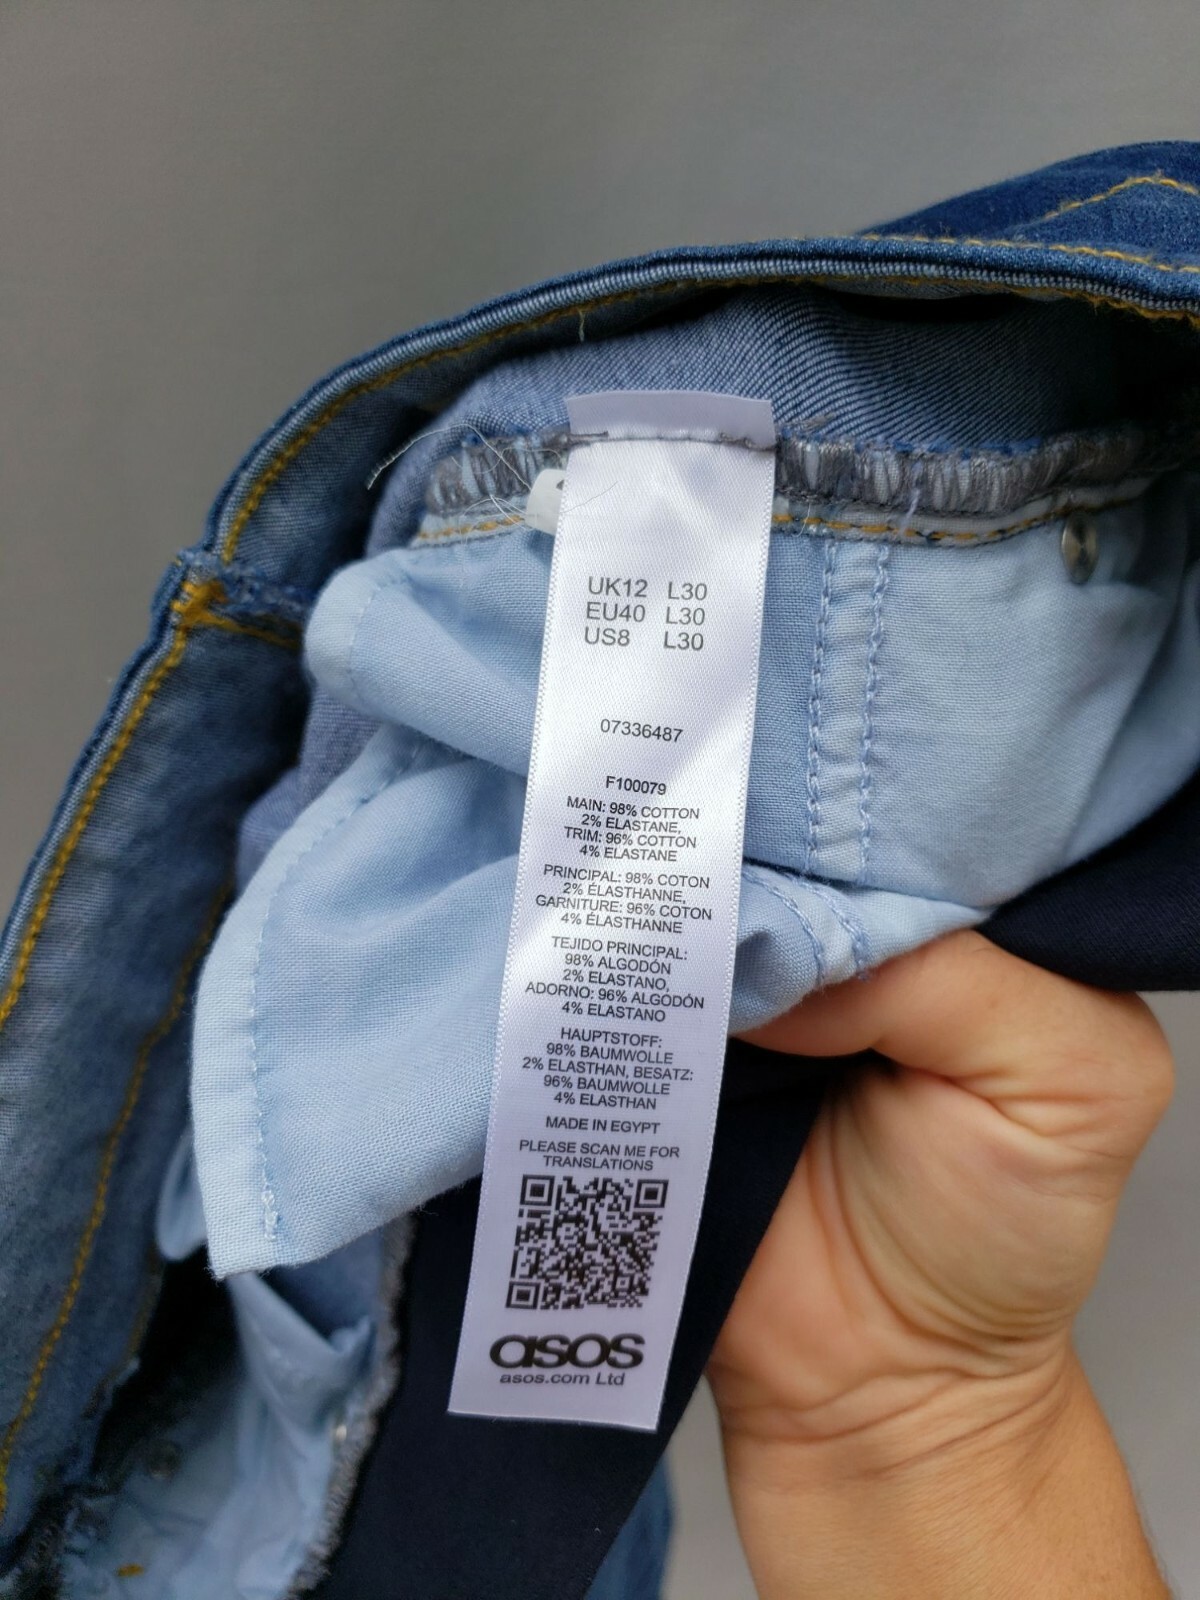 UK12 L30
EU40 L30
US8 L30
07336487
F100079
MAIN: 98% COTTON
2% ELASTANE,
TRIM: 96% COTTON
4% ELASTANE
PRINCIPAL: 98% COTON
2% ÉLASTHANNE,
GARNITURE: 96% COTON
4% ÉLASTHANNE
TEJIDO PRINCIPAL:
98% ALGODÓN
2% ELASTANO,
ADORNO: 96% ALGODÓN
4% ELASTANO
HAUPTSTOFF:
98% BAUMWOLLE
2% ELASTHAN, BESATZ:
96% BAUMWOLLE
4% ELASTHAN
MADE IN EGYPT
PLEASE SCAN ME FOR
TRANSLATIONS
asos
asos.com Ltd